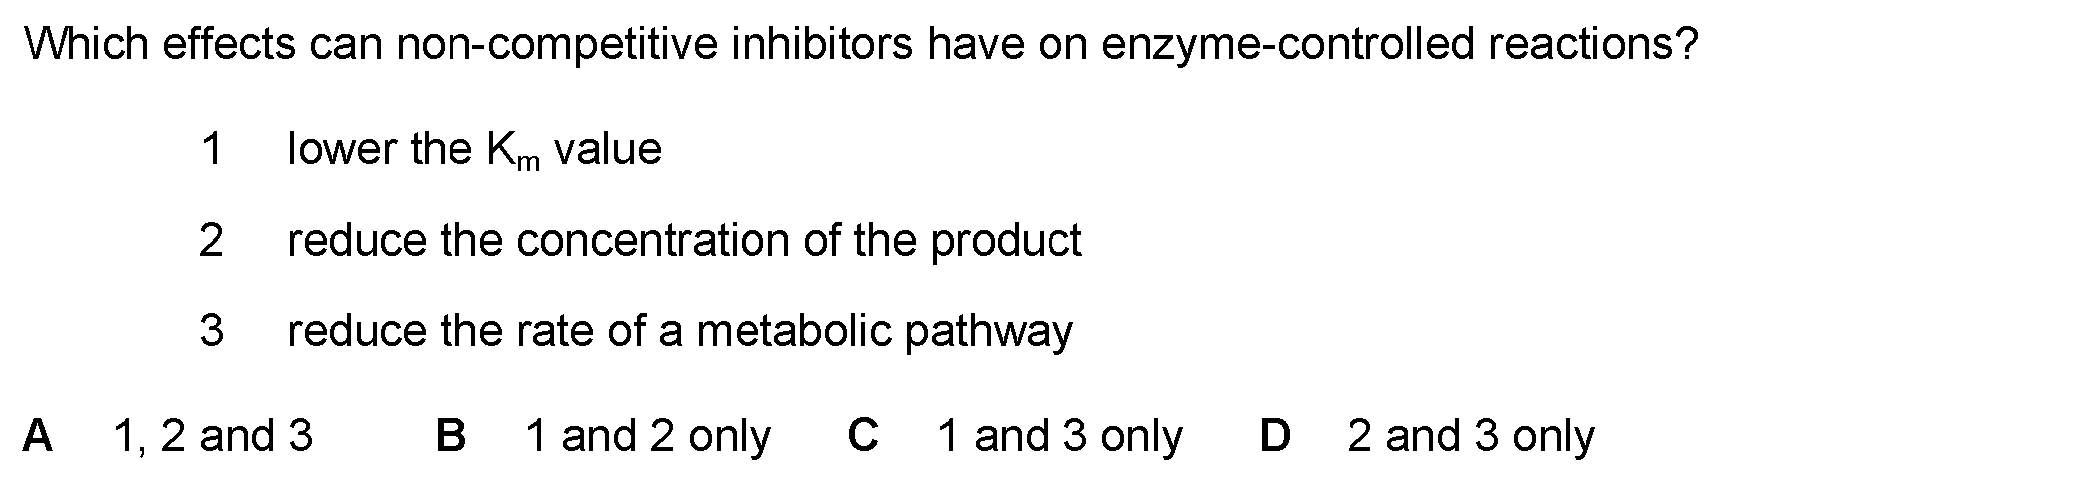 Which effects can non-competitive inhibitors have on enzyme-controlled reactions?
1 lower the Km value
2 reduce the concentration of the product
3 reduce the rate of a metabolic pathway
A 1, 2 and 3 B 1 and 2 only C 1 and 3 only D 2 and 3 only